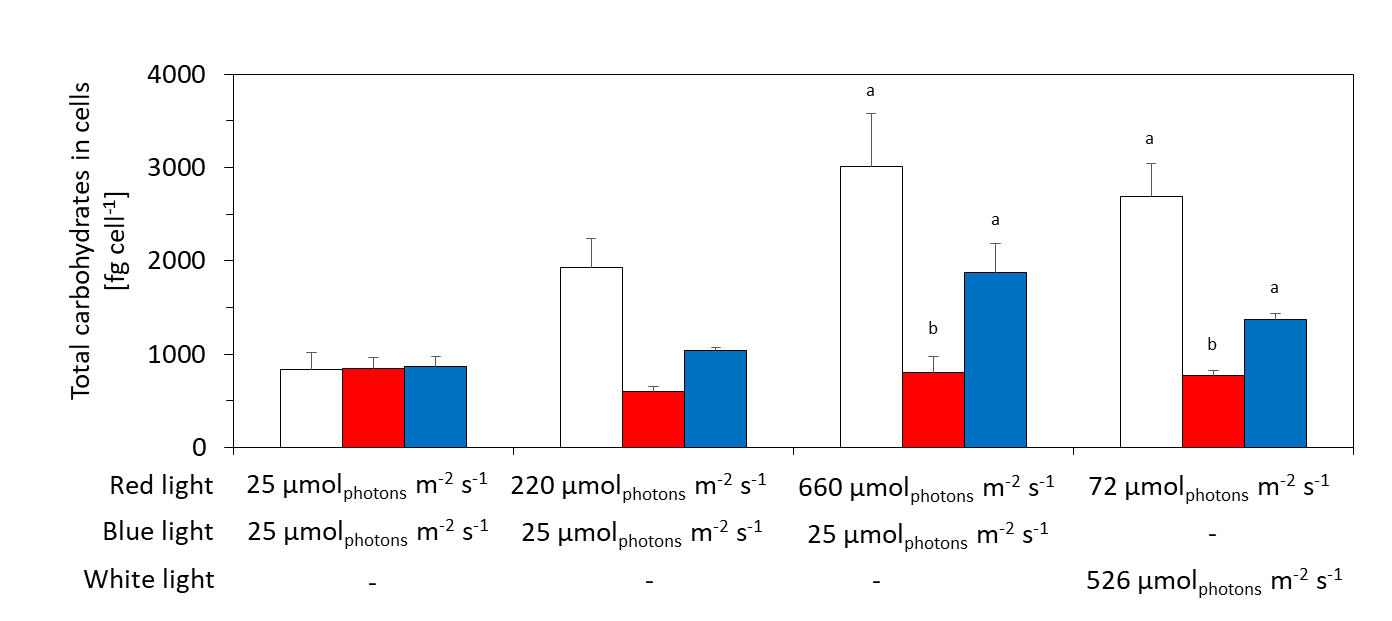 4000
3000
2000
1000
0
Total carbohydrates in cells
[fg cell⁻¹]
a
b
a
a
b
a
Red light 25 µmolphotons m⁻² s⁻¹ 220 µmolphotons m⁻² s⁻¹ 660 µmolphotons m⁻² s⁻¹ 72 µmolphotons m⁻² s⁻¹
Blue light 25 µmolphotons m⁻² s⁻¹ 25 µmolphotons m⁻² s⁻¹ 25 µmolphotons m⁻² s⁻¹ -
White light - - - 526 µmolphotons m⁻² s⁻¹